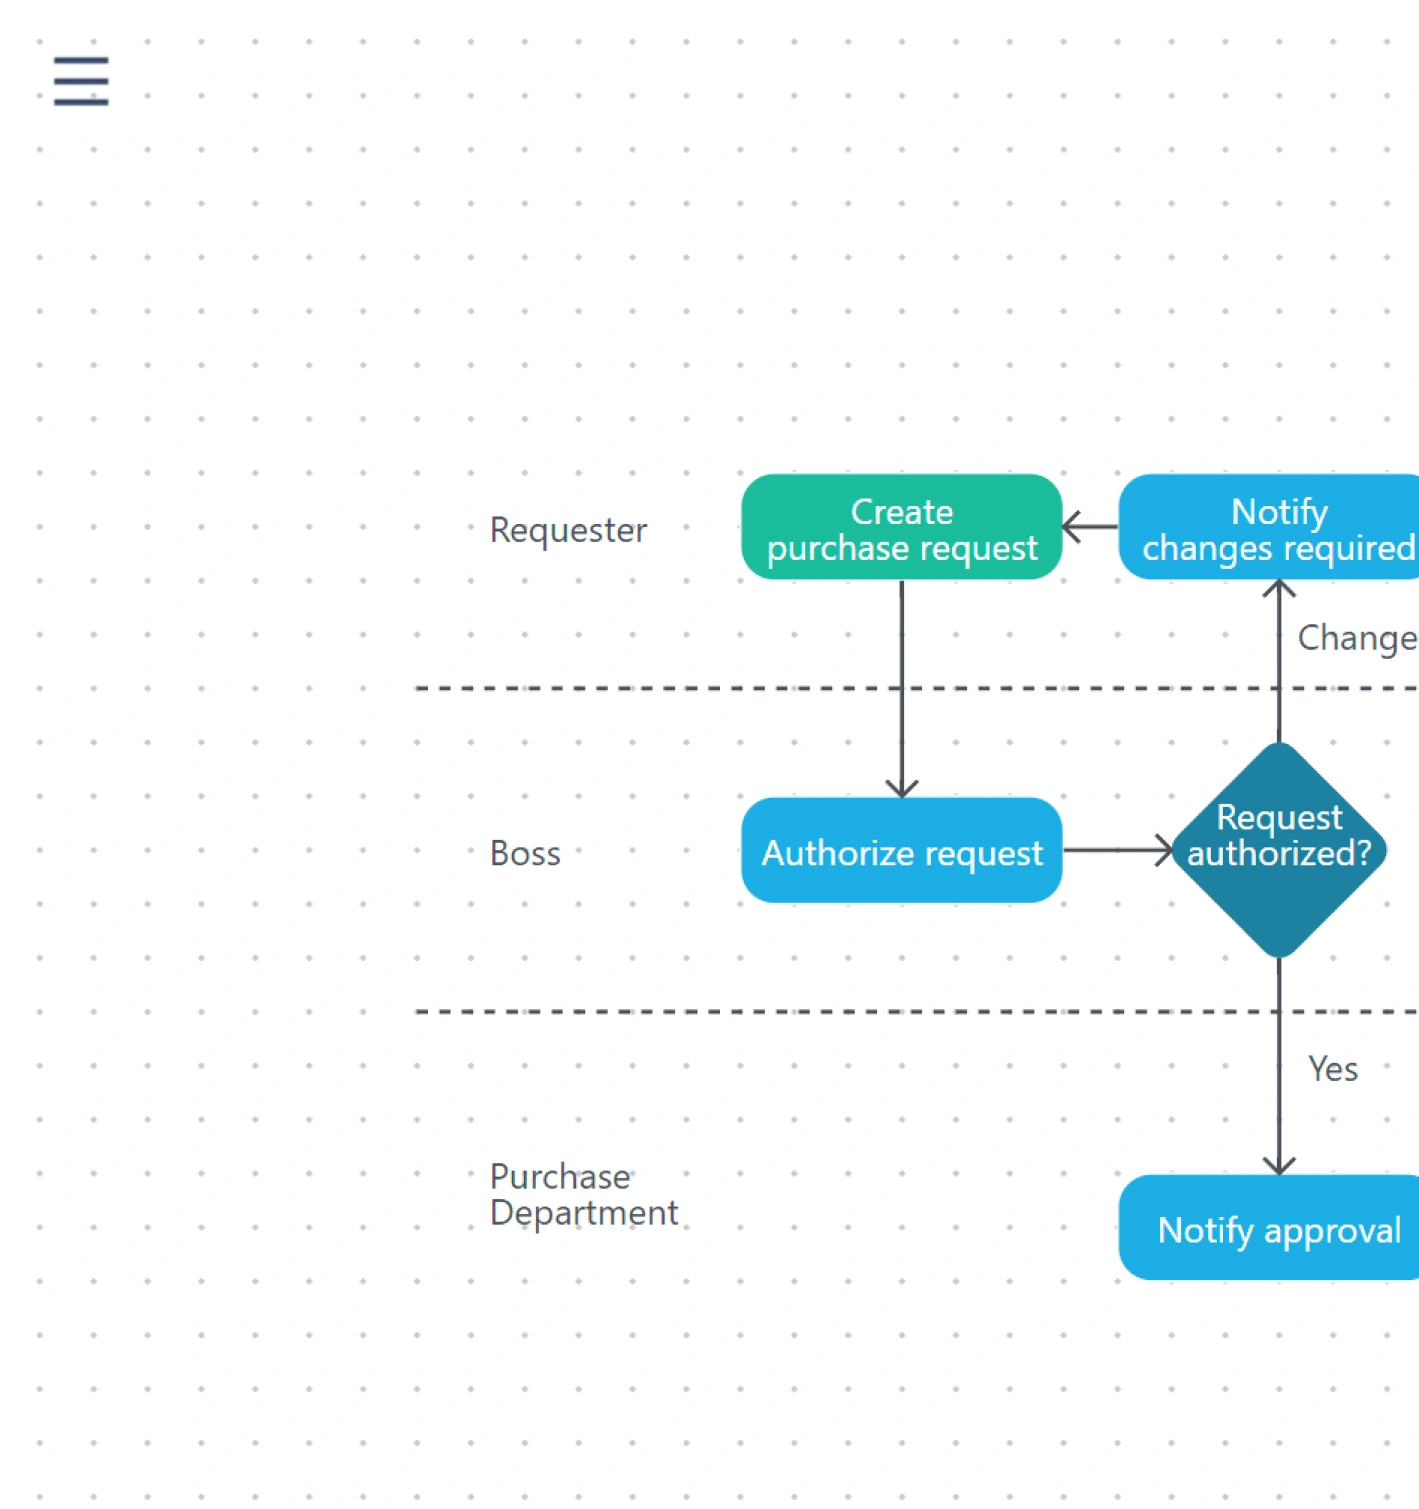 Requester
Create
purchase request
Notify
changes required
Change
Boss
Authorize request
Request
authorized?
Yes
Purchase
Department
Notify approval